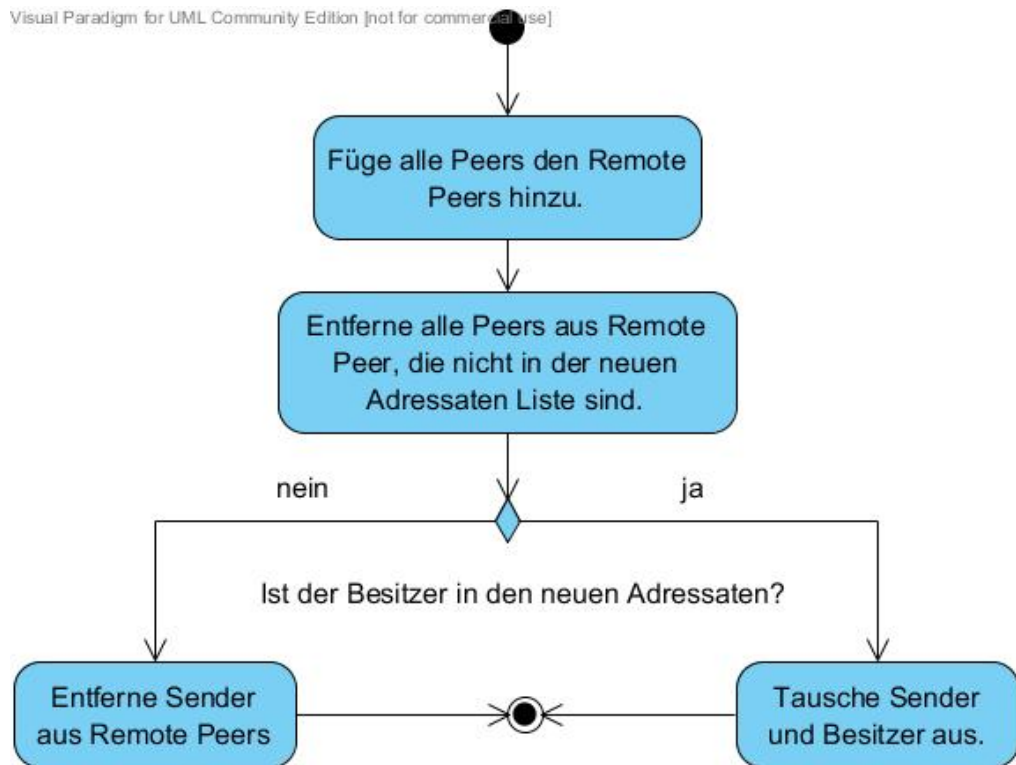 Visual Paradigm for UML Community Edition [not for commercial use]
Füge alle Peers den Remote
Peers hinzu.
Entferne alle Peers aus Remote
Peer, die nicht in der neuen
Adressaten Liste sind.
nein
ja
Ist der Besitzer in den neuen Adressaten?
Entferne Sender
aus Remote Peers
Tausche Sender
und Besitzer aus.